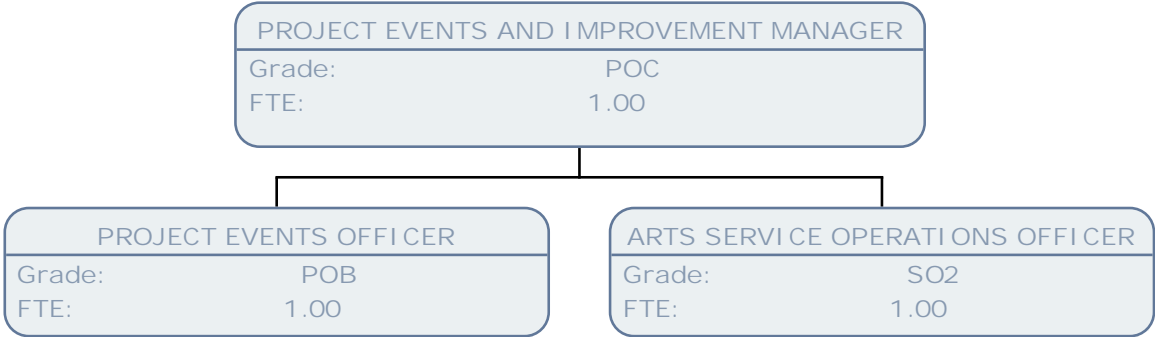 PROJECT EVENTS AND IMPROVEMENT MANAGER
Grade: POC
FTE: 1.00
PROJECT EVENTS OFFICER
Grade: POB
FTE: 1.00
ARTS SERVICE OPERATIONS OFFICER
Grade: SO2
FTE: 1.00